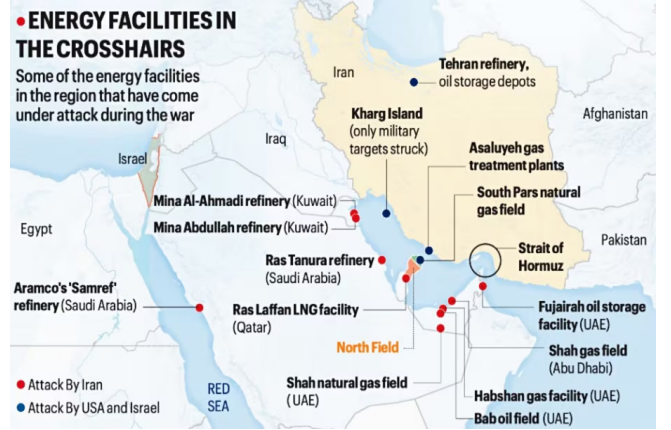 • ENERGY FACILITIES IN
THE CROSSHAIRS
Some of the energy facilities
in the region that have come
under attack during the war
Iran
Tehran refinery,
oil storage depots
Kharg Island
(only military
targets struck)
Afghanistan
Iraq
Israel
Asaluyeh gas
treatment plants
South Pars natural
gas field
Mina Al-Ahmadi refinery (Kuwait)
Mina Abdullah refinery (Kuwait)
Egypt
Pakistan
Strait of
Hormuz
Ras Tanura refinery
(Saudi Arabia)
Aramco's 'Samref'
refinery (Saudi Arabia)
Ras Laffan LNG facility
(Qatar)
Fujairah oil storage
facility (UAE)
North Field
Shah gas field
(Abu Dhabi)
Shah natural gas field
(UAE)
Habshan gas facility (UAE)
Bab oil field (UAE)
RED
SEA
Attack By Iran
Attack By USA and Israel